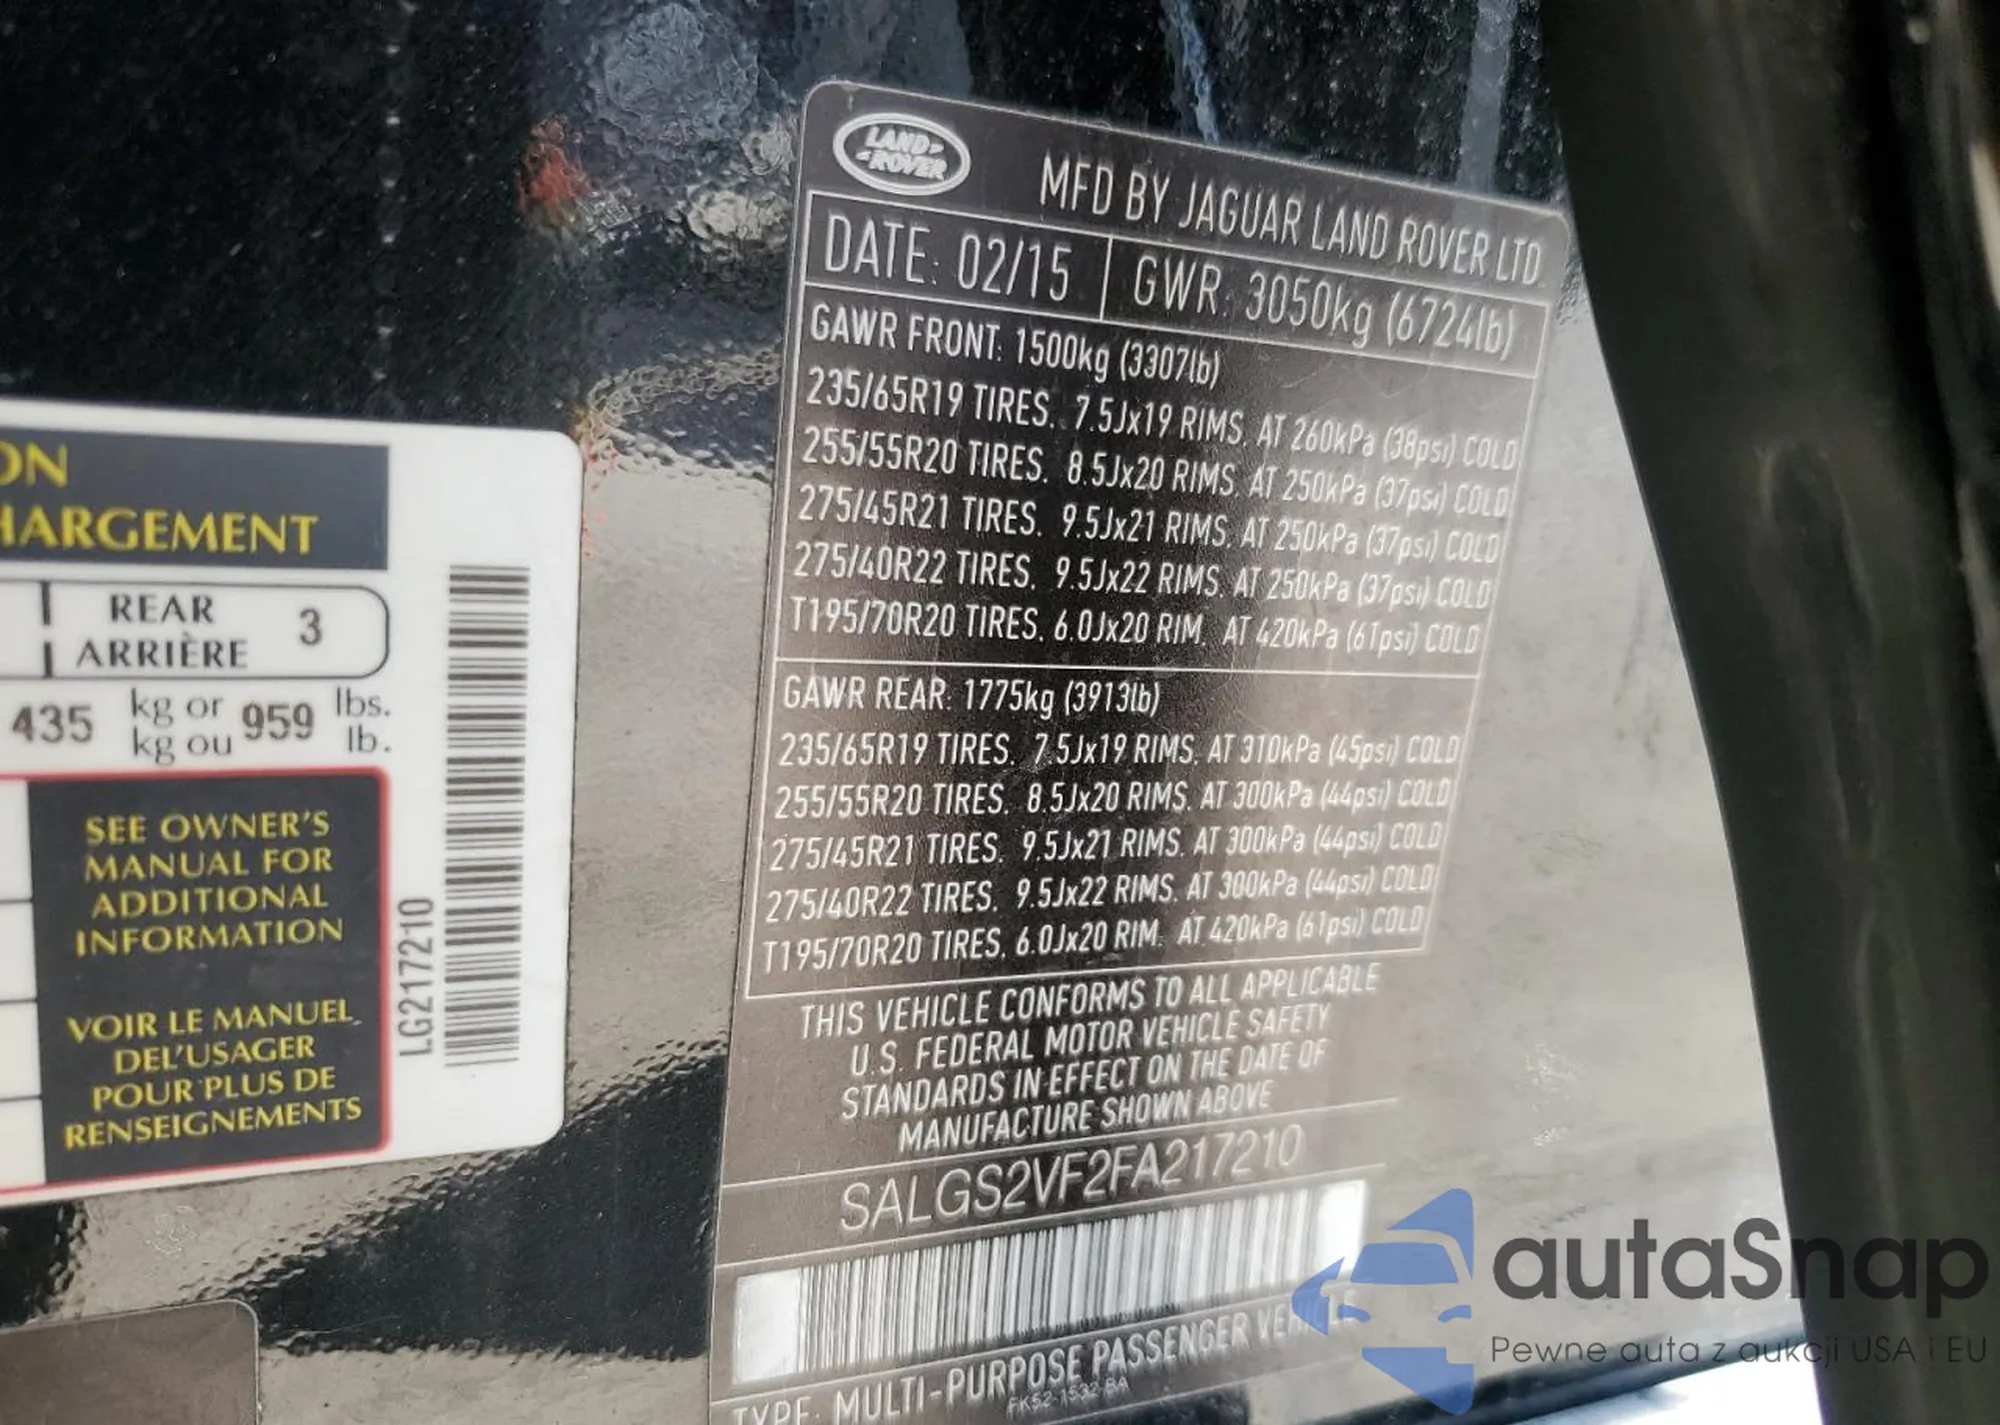 ON
HARGEMENT
REAR
ARRIÈRE
3
435 kg or 959 lbs.
kg ou lb.
SEE OWNER'S
MANUAL FOR
ADDITIONAL
INFORMATION
VOIR LE MANUEL
DEL'USAGER
POUR PLUS DE
RENSEIGNEMENTS
LG217210
LAND
ROVER
MFD BY JAGUAR LAND ROVER LTD.
DATE: 02/15 GWR: 3050kg (6724lb)
GAWR FRONT: 1500kg (3307lb)
235/65R19 TIRES. 7.5Jx19 RIMS. AT 260kPa (38psi) COLD
255/55R20 TIRES. 8.5Jx20 RIMS. AT 250kPa (37psi) COLD
275/45R21 TIRES. 9.5Jx21 RIMS. AT 250kPa (37psi) COLD
275/40R22 TIRES. 9.5Jx22 RIMS. AT 250kPa (37psi) COLD
T195/70R20 TIRES. 6.0Jx20 RIM. AT 420kPa (61psi) COLD
GAWR REAR: 1775kg (3913lb)
235/65R19 TIRES. 7.5Jx19 RIMS. AT 310kPa (45psi) COLD
255/55R20 TIRES. 8.5Jx20 RIMS. AT 300kPa (44psi) COLD
275/45R21 TIRES. 9.5Jx21 RIMS. AT 300kPa (44psi) COLD
275/40R22 TIRES. 9.5Jx22 RIMS. AT 300kPa (44psi) COLD
T195/70R20 TIRES. 6.0Jx20 RIM. AT 420kPa (61psi) COLD
THIS VEHICLE CONFORMS TO ALL APPLICABLE
U.S. FEDERAL MOTOR VEHICLE SAFETY
STANDARDS IN EFFECT ON THE DATE OF
MANUFACTURE SHOWN ABOVE
SALGS2VF2FA217210
TYPE: MULTI-PURPOSE PASSENGER VEHICLE
FK52-1532-BA
autaSnap
Pewne auta z aukcji USA i EU